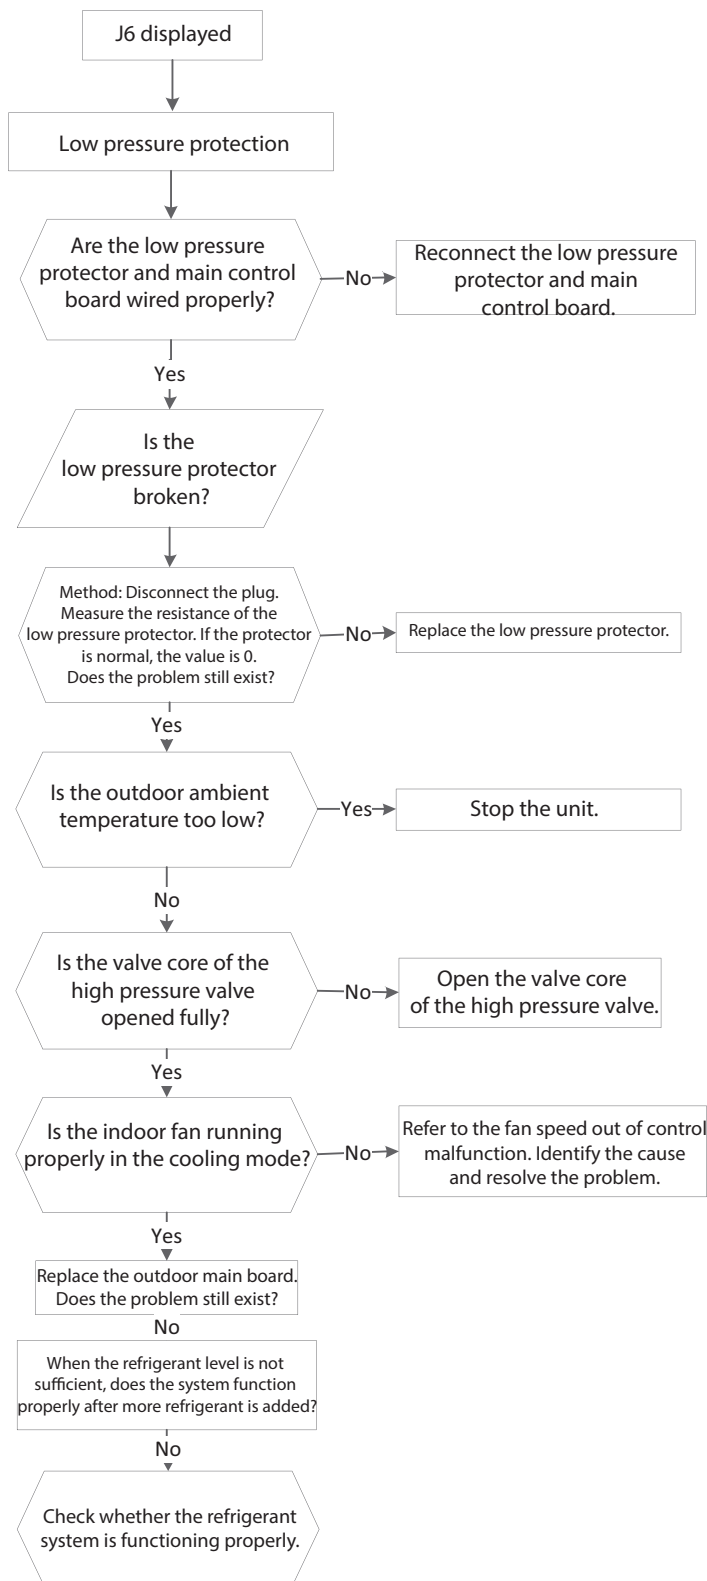 J6 displayed
Low pressure protection
Are the low pressure
protector and main control
board wired properly?
No
Reconnect the low pressure
protector and main
control board.
Yes
Is the
low pressure protector
broken?
Method: Disconnect the plug.
Measure the resistance of the
low pressure protector. If the protector
is normal, the value is 0.
Does the problem still exist?
No
Replace the low pressure protector.
Yes
Is the outdoor ambient
temperature too low?
Yes
Stop the unit.
No
Is the valve core of the
high pressure valve
opened fully?
No
Open the valve core
of the high pressure valve.
Yes
Is the indoor fan running
properly in the cooling mode?
No
Refer to the fan speed out of control
malfunction. Identify the cause
and resolve the problem.
Yes
Replace the outdoor main board.
Does the problem still exist?
No
When the refrigerant level is not
sufficient, does the system function
properly after more refrigerant is added?
No
Check whether the refrigerant
system is functioning properly.